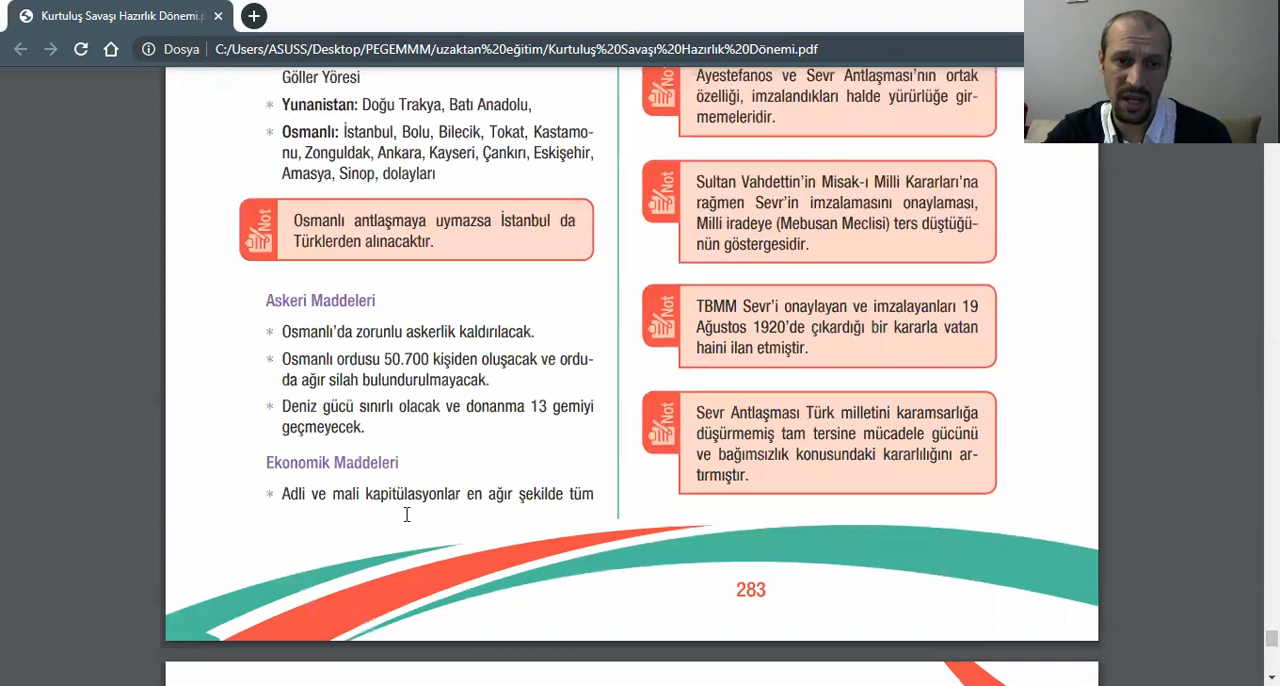 Kurtuluş Savaşı Hazırlık Dönemi.p
Dosya
C:/Users/ASUSS/Desktop/PEGEMMM/uzaktan%20eğitim/Kurtuluş%20Savaşı%20Hazırlık%20Dönemi.pdf
Göller Yöresi
* Yunanistan: Doğu Trakya, Batı Anadolu,
* Osmanlı: İstanbul, Bolu, Bilecik, Tokat, Kastamo-
nu, Zonguldak, Ankara, Kayseri, Çankırı, Eskişehir,
Amasya, Sinop, dolayları
Not
Osmanlı antlaşmaya uymazsa İstanbul da
Türklerden alınacaktır.
Askeri Maddeleri
* Osmanlı'da zorunlu askerlik kaldırılacak.
* Osmanlı ordusu 50.700 kişiden oluşacak ve ordu-
da ağır silah bulundurulmayacak.
* Deniz gücü sınırlı olacak ve donanma 13 gemiyi
geçmeyecek.
Ekonomik Maddeleri
* Adli ve mali kapitülasyonlar en ağır şekilde tüm
Not
Ayestefanos ve Sevr Antlaşması'nın ortak
özelliği, imzalandıkları halde yürürlüğe gir-
memeleridir.
Not
Sultan Vahdettin'in Misak-ı Milli Kararları'na
rağmen Sevr'in imzalamasını onaylaması,
Milli iradeye (Mebusan Meclisi) ters düştüğü-
nün göstergesidir.
Not
TBMM Sevr'i onaylayan ve imzalayanları 19
Ağustos 1920'de çıkardığı bir kararla vatan
haini ilan etmiştir.
Not
Sevr Antlaşması Türk milletini karamsarlığa
düşürmemiş tam tersine mücadele gücünü
ve bağımsızlık konusundaki kararlılığını ar-
tırmıştır.
283